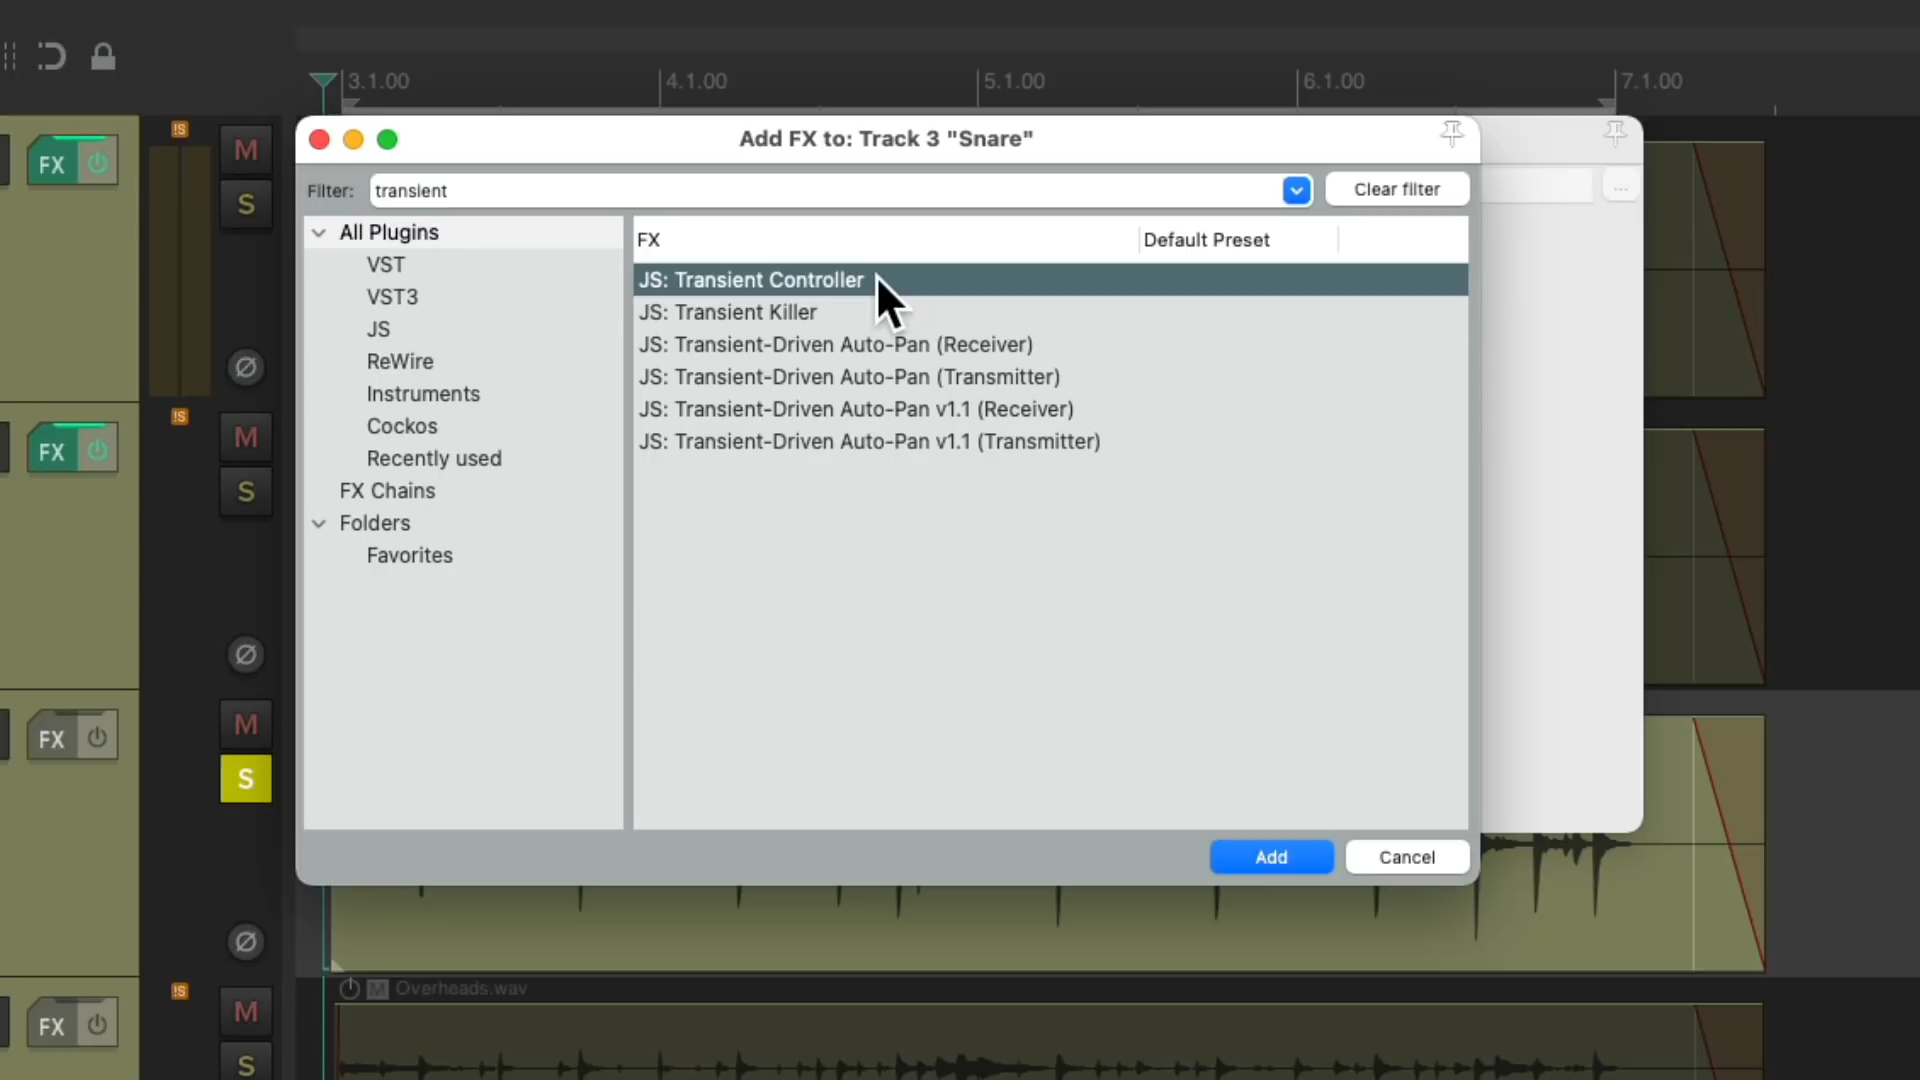 3.1.00
4.1.00
5.1.00
6.1.00
7.1.00
FX
!S
M
S
Ø
Add FX to: Track 3 "Snare"
Filter:
transient
Clear filter
...
All Plugins
VST
VST3
JS
ReWire
Instruments
Cockos
Recently used
FX Chains
Folders
Favorites
FX
Default Preset
JS: Transient Controller
JS: Transient Killer
JS: Transient-Driven Auto-Pan (Receiver)
JS: Transient-Driven Auto-Pan (Transmitter)
JS: Transient-Driven Auto-Pan v1.1 (Receiver)
JS: Transient-Driven Auto-Pan v1.1 (Transmitter)
Add
Cancel
FX
!S
M
S
Ø
FX
M
S
Ø
M
Overheads.wav
FX
!S
M
S